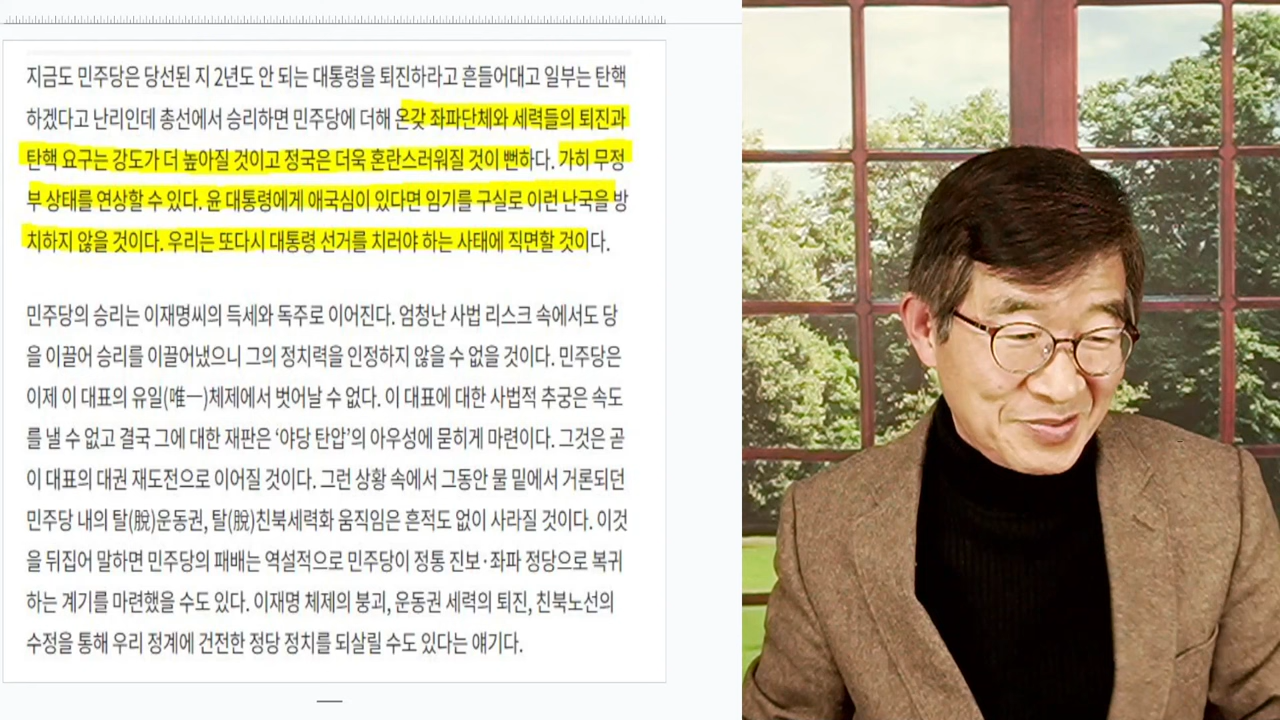 지금도 민주당은 당선된 지 2년도 안 되는 대통령을 퇴진하라고 흔들어대고 일부는 탄핵
하겠다고 난리인데 총선에서 승리하면 민주당에 더해 온갖 좌파단체와 세력들의 퇴진과
탄핵 요구는 강도가 더 높아질 것이고 정국은 더욱 혼란스러워질 것이 뻔하다. 가히 무정
부 상태를 연상할 수 있다. 윤 대통령에게 애국심이 있다면 임기를 구실로 이런 난국을 방
치하지 않을 것이다. 우리는 또다시 대통령 선거를 치러야 하는 사태에 직면할 것이다.
민주당의 승리는 이재명씨의 득세와 독주로 이어진다. 엄청난 사법 리스크 속에서도 당
을 이끌어 승리를 이끌어냈으니 그의 정치력을 인정하지 않을 수 없을 것이다. 민주당은
이제 이 대표의 유일(唯一)체제에서 벗어날 수 없다. 이 대표에 대한 사법적 추궁은 속도
를 낼 수 없고 결국 그에 대한 재판은 ‘야당 탄압’의 아우성에 묻히게 마련이다. 그것은 곧
이 대표의 대권 재도전으로 이어질 것이다. 그런 상황 속에서 그동안 물 밑에서 거론되던
민주당 내의 탈(脫)운동권, 탈(脫)친북세력화 움직임은 흔적도 없이 사라질 것이다. 이것
을 뒤집어 말하면 민주당의 패배는 역설적으로 민주당이 정통 진보·좌파 정당으로 복귀
하는 계기를 마련했을 수도 있다. 이재명 체제의 붕괴, 운동권 세력의 퇴진, 친북노선의
수정을 통해 우리 정계에 건전한 정당 정치를 되살릴 수도 있다는 얘기다.